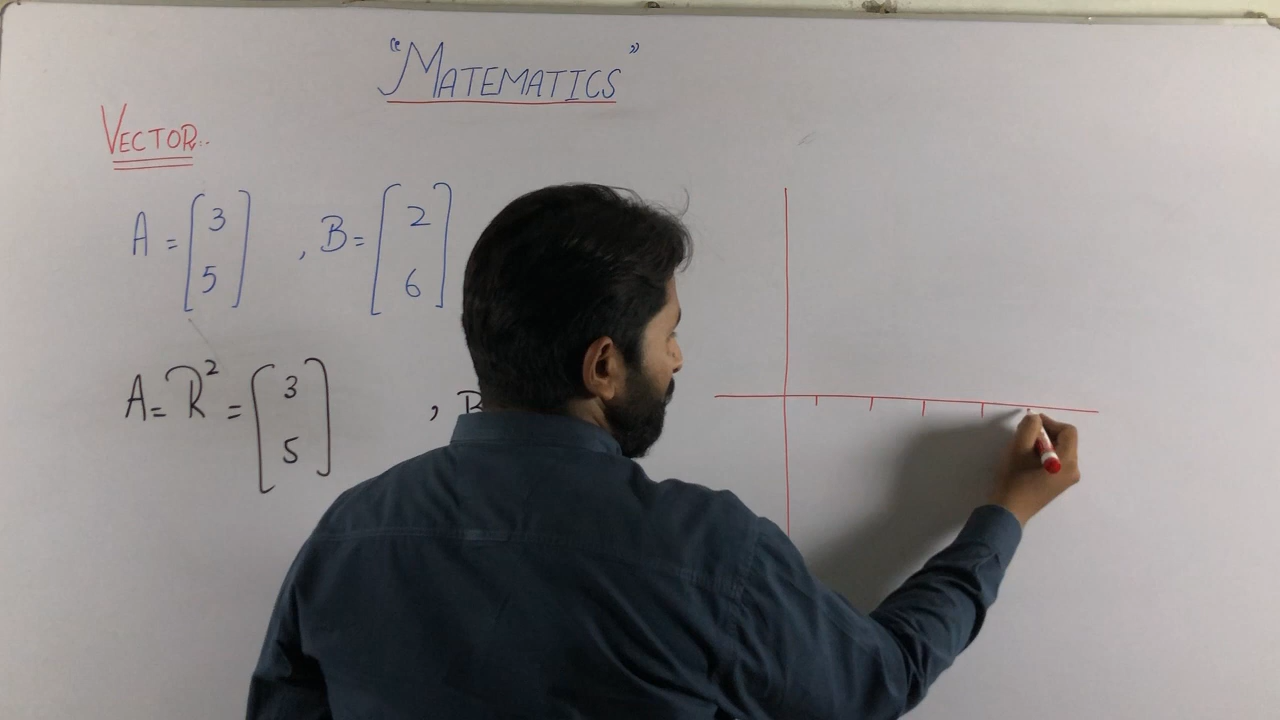 “MATEMATICS”
VECTOR:.
A = [3 5] , B = [2 6]
A = R² = [3 5] , B